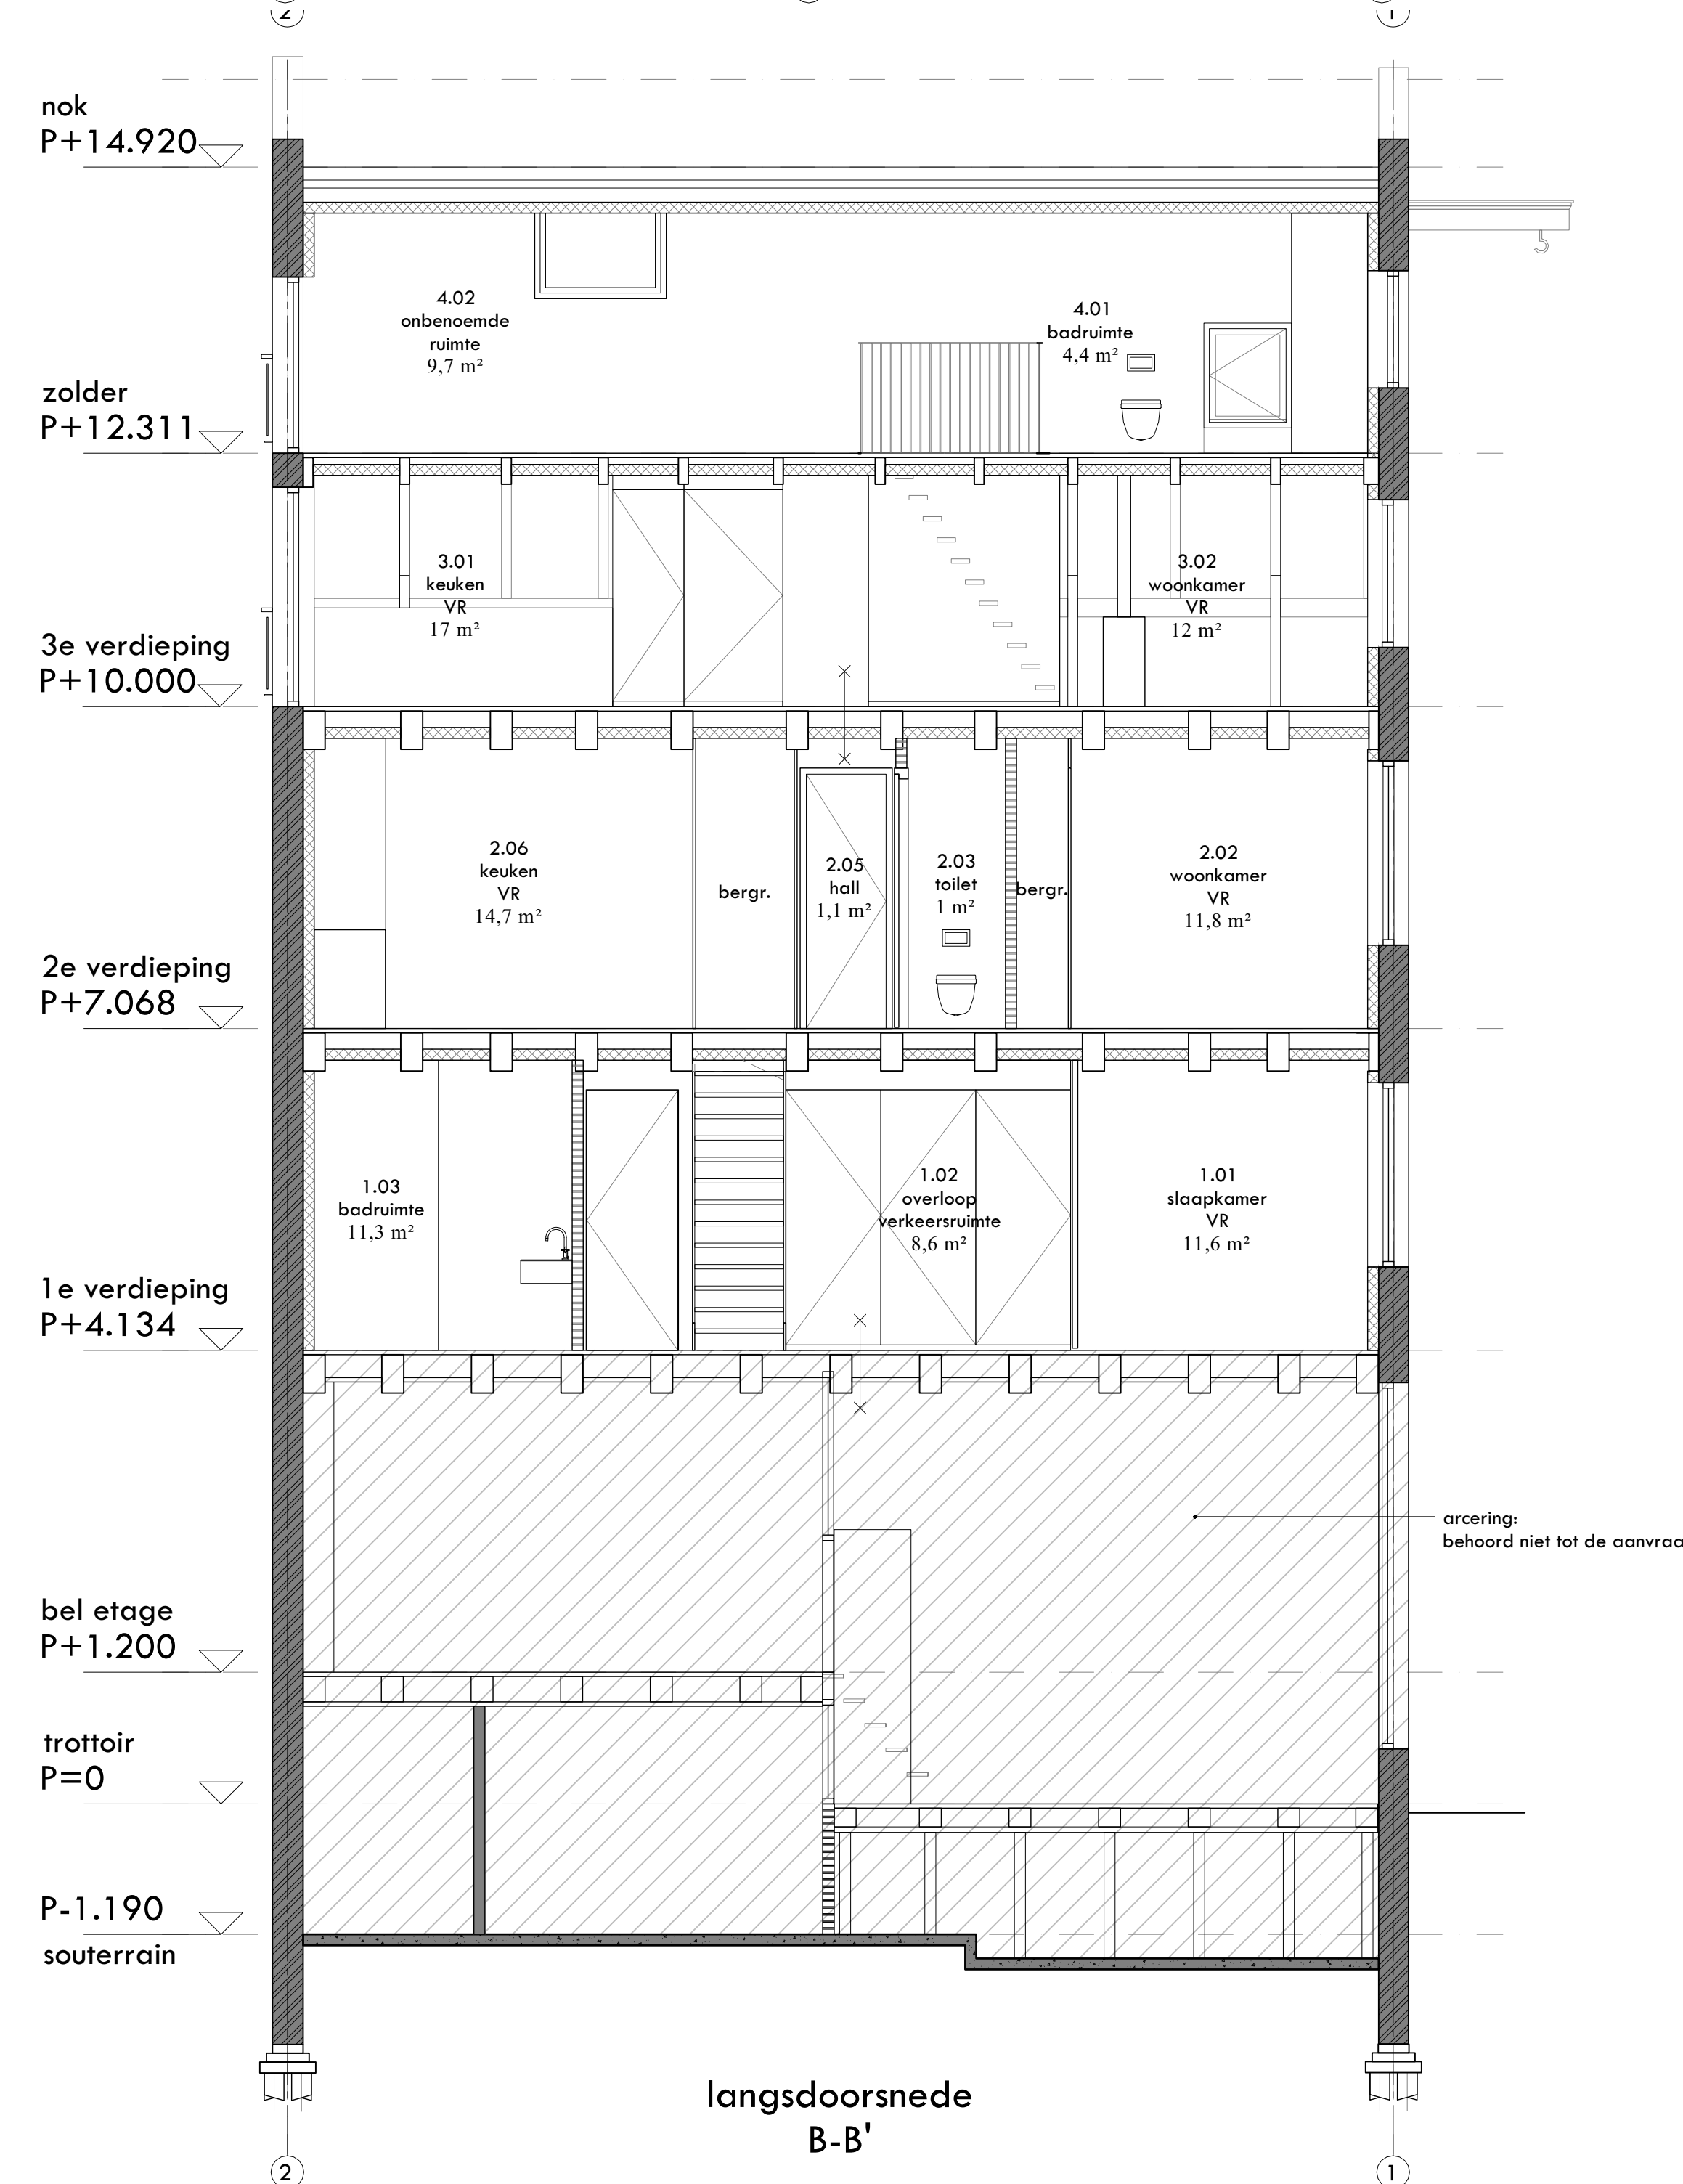 2
1
nok
P+14.920
4.02
onbenoemde
ruimte
9,7 m²
4.01
badruimte
4,4 m²
zolder
P+12.311
3.01
keuken
VR
17 m²
3.02
woonkamer
VR
12 m²
3e verdieping
P+10.000
2.06
keuken
VR
14,7 m²
bergr.
2.05
hall
1,1 m²
2.03
toilet
1 m²
bergr.
2.02
woonkamer
VR
11,8 m²
2e verdieping
P+7.068
1.03
badruimte
11,3 m²
1.02
overloop
verkeersruimte
8,6 m²
1.01
slaapkamer
VR
11,6 m²
1e verdieping
P+4.134
arcering:
behoord niet tot de aanvraa
bel etage
P+1.200
trottoir
P=0
P-1.190
souterrain
langsdoorsnede
B-B'
2
1